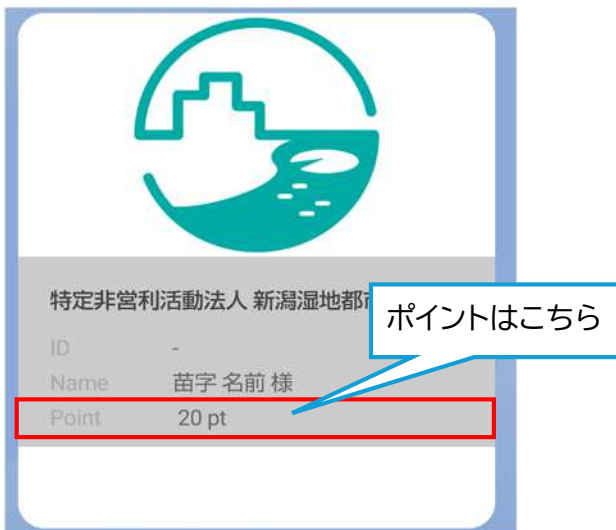 特定非営利活動法人 新潟湿地都市
ポイントはこちら
ID -
Name 苗字 名前 様
Point 20 pt